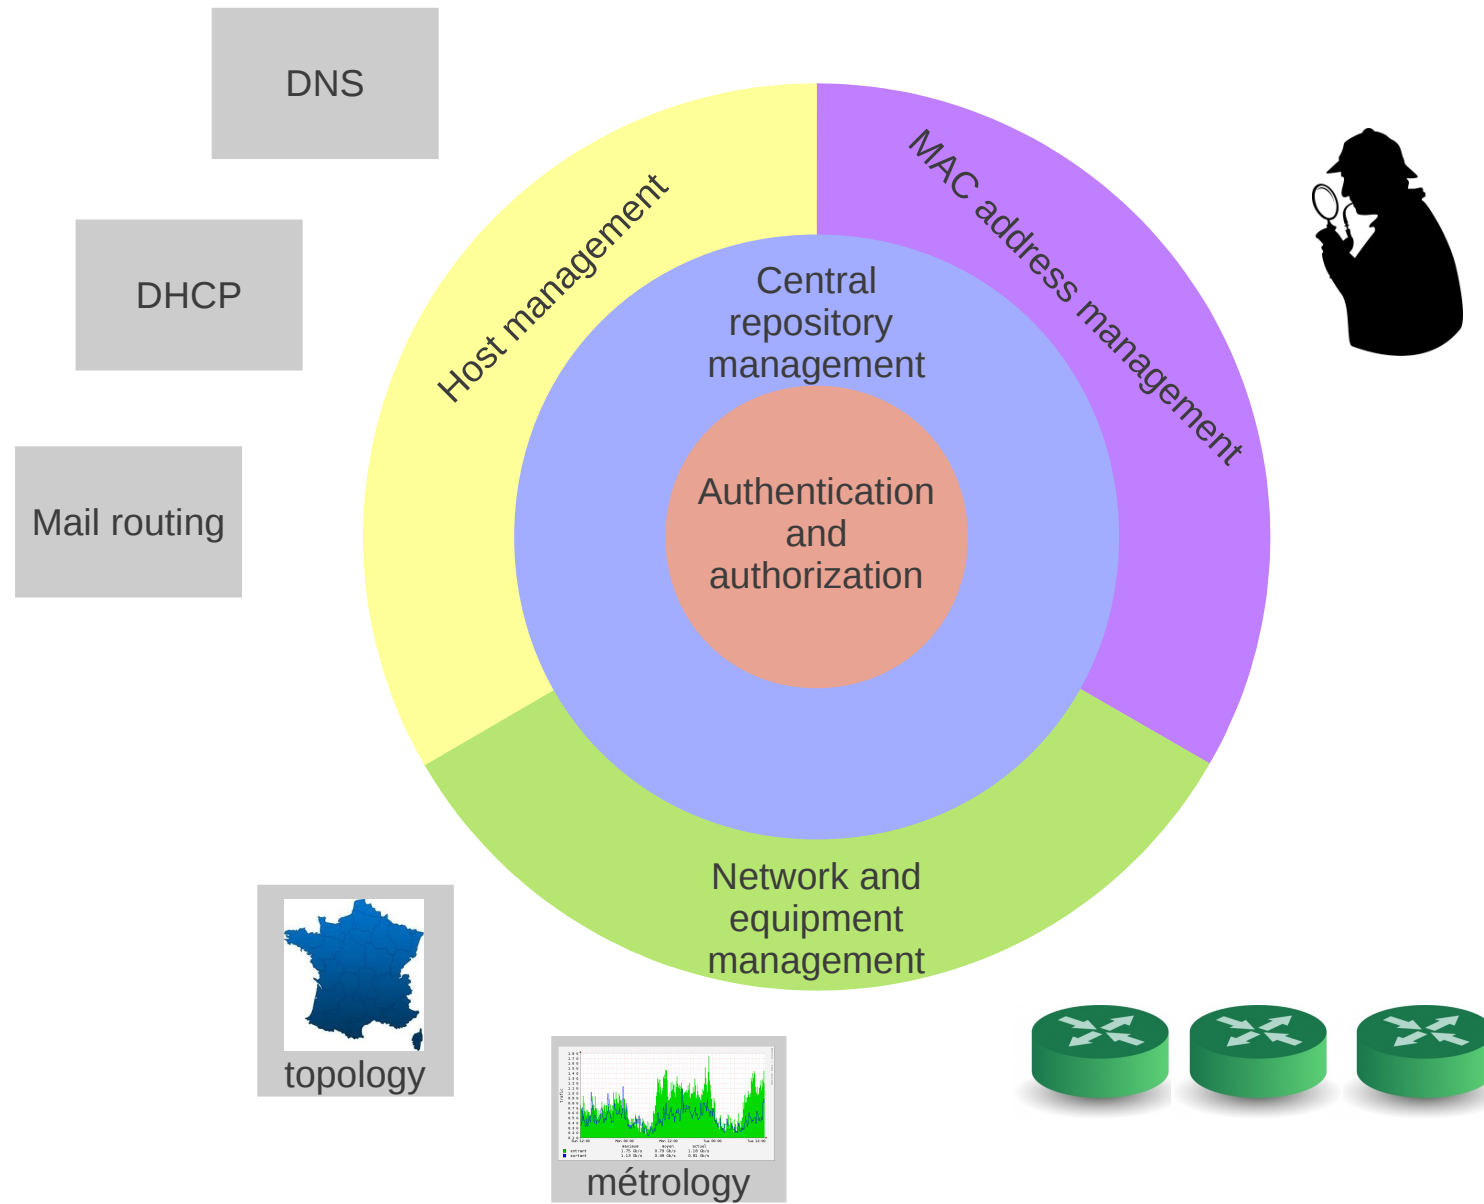 DNS
DHCP
Mail routing
Host management
MAC address management
Central
repository
management
Authentication
and
authorization
Network and
equipment
management
topology
métrology